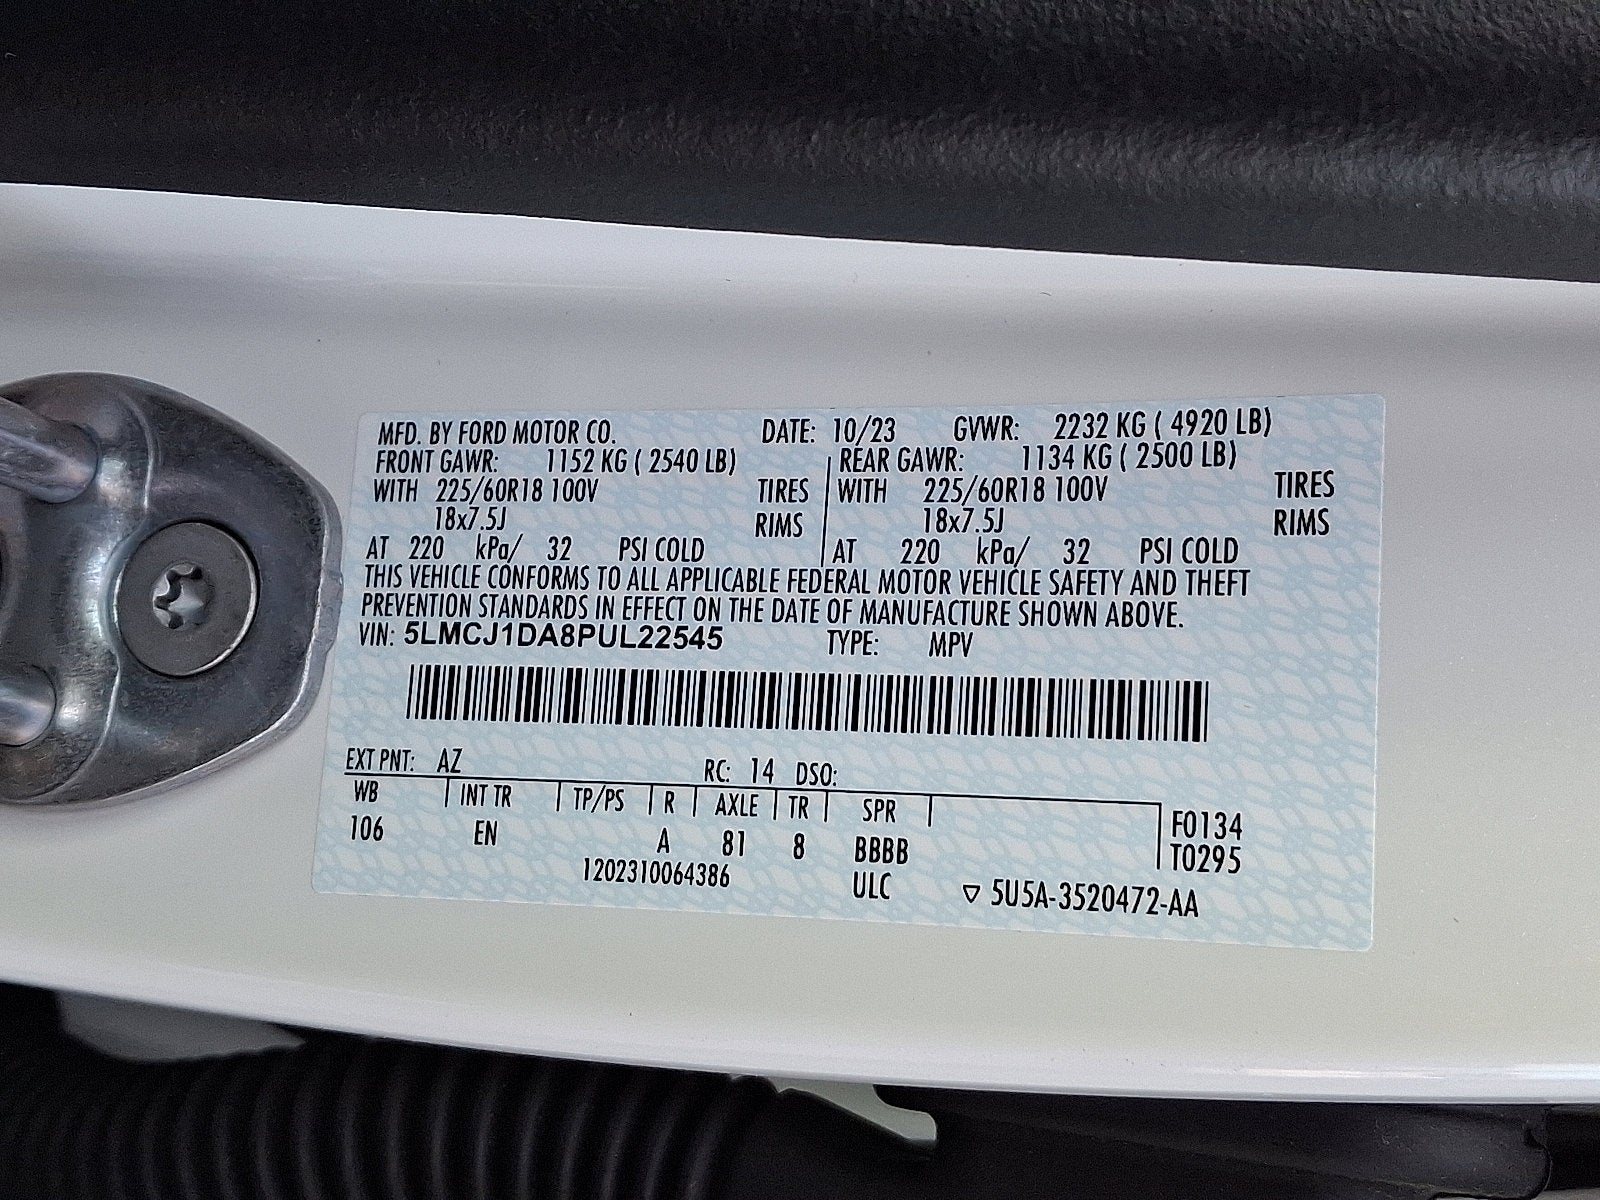 MFD. BY FORD MOTOR CO. DATE: 10/23 GVWR: 2232 KG ( 4920 LB)
FRONT GAWR: 1152 KG ( 2540 LB) REAR GAWR: 1134 KG ( 2500 LB)
WITH 225/60R18 100V TIRES WITH 225/60R18 100V TIRES
18x7.5J RIMS 18x7.5J RIMS
AT 220 kPa/ 32 PSI COLD AT 220 kPa/ 32 PSI COLD
THIS VEHICLE CONFORMS TO ALL APPLICABLE FEDERAL MOTOR VEHICLE SAFETY AND THEFT
PREVENTION STANDARDS IN EFFECT ON THE DATE OF MANUFACTURE SHOWN ABOVE.
VIN: 5LMCJ1DA8PUL22545 TYPE: MPV
EXT PNT: AZ RC: 14 DSO:
WB INT TR TP/PS R AXLE TR SPR
106 EN A 81 8 BBBB F0134
T0295
1202310064386 ULC ▽ 5U5A-3520472-AA